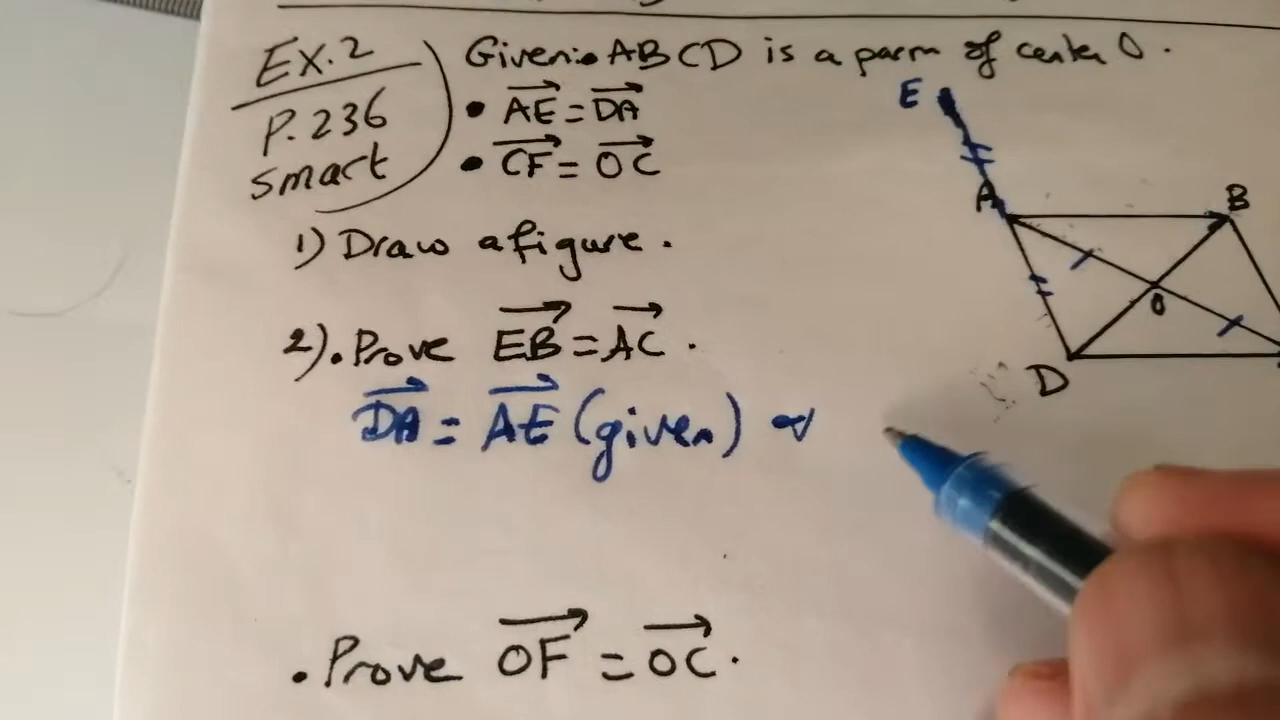 EX.2
P.236
smart
Given: ABCD is a parm of center O.
• AE = DA
• CF = OC
1) Draw a figure.
2). Prove EB = AC.
DA = AE (given)
. Prove OF = OC.
E
A
B
O
D